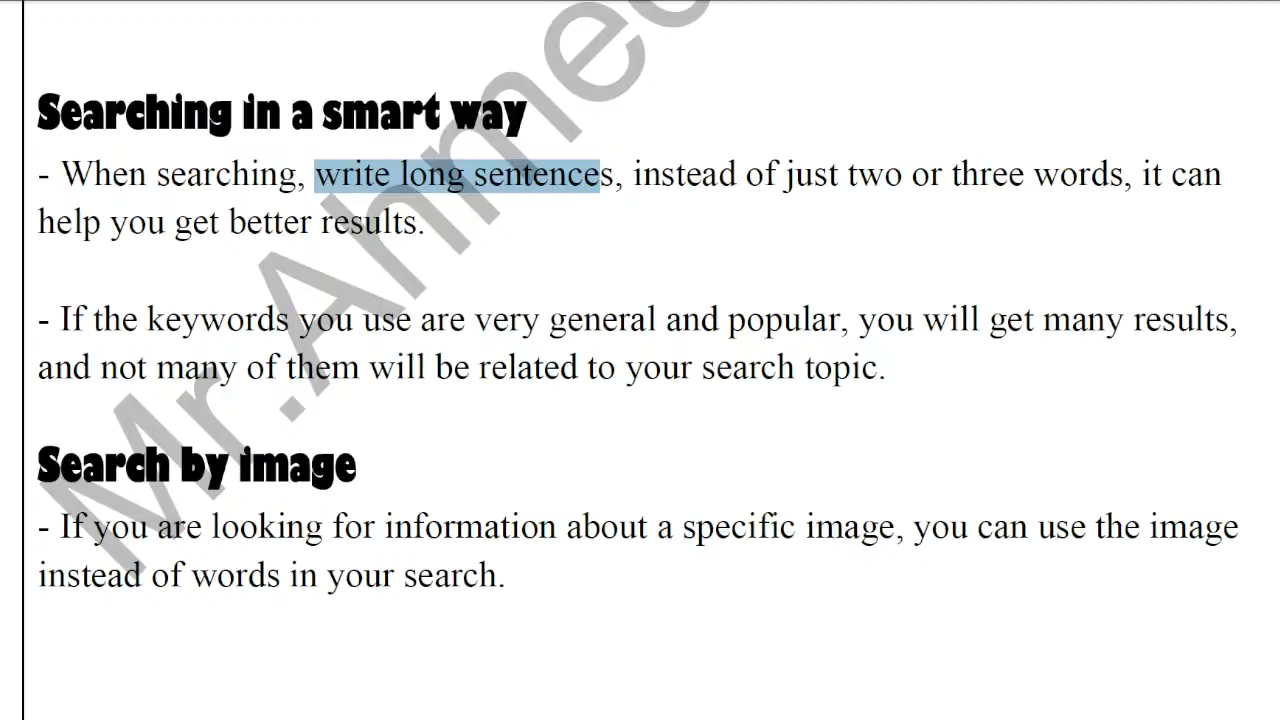 Searching in a smart way
- When searching, write long sentences, instead of just two or three words, it can
help you get better results.
- If the keywords you use are very general and popular, you will get many results,
and not many of them will be related to your search topic.
Search by image
- If you are looking for information about a specific image, you can use the image
instead of words in your search.
Mr.Ahmed